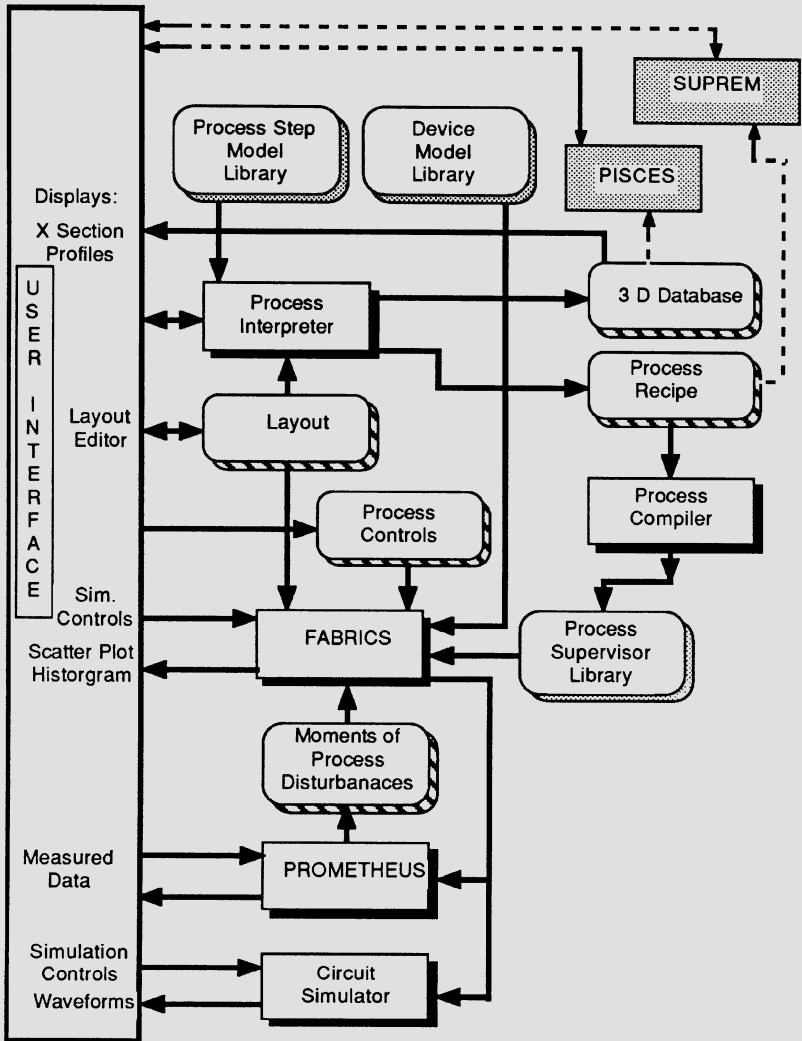 SUPREM
Process Step
Model
Library
Device
Model
Library
PISCES
Displays:
X Section
Profiles
USER INTERFACE
Process
Interpreter
3 D Database
Process
Recipe
Layout
Editor
Layout
Process
Controls
Process
Compiler
Sim.
Controls
FABRICS
Process
Supervisor
Library
Scatter Plot
Historgram
Moments of
Process
Disturbanaces
Measured
Data
PROMETHEUS
Simulation
Controls
Waveforms
Circuit
Simulator